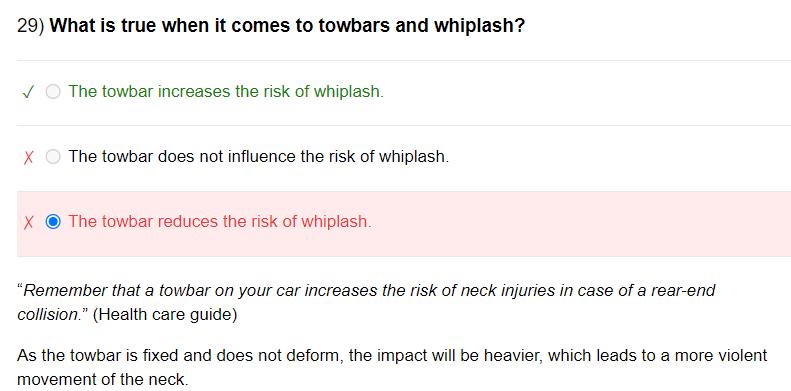 29) What is true when it comes to towbars and whiplash?
✓ The towbar increases the risk of whiplash.
✗ The towbar does not influence the risk of whiplash.
✗ The towbar reduces the risk of whiplash.
“Remember that a towbar on your car increases the risk of neck injuries in case of a rear-end
collision.” (Health care guide)
As the towbar is fixed and does not deform, the impact will be heavier, which leads to a more violent
movement of the neck.